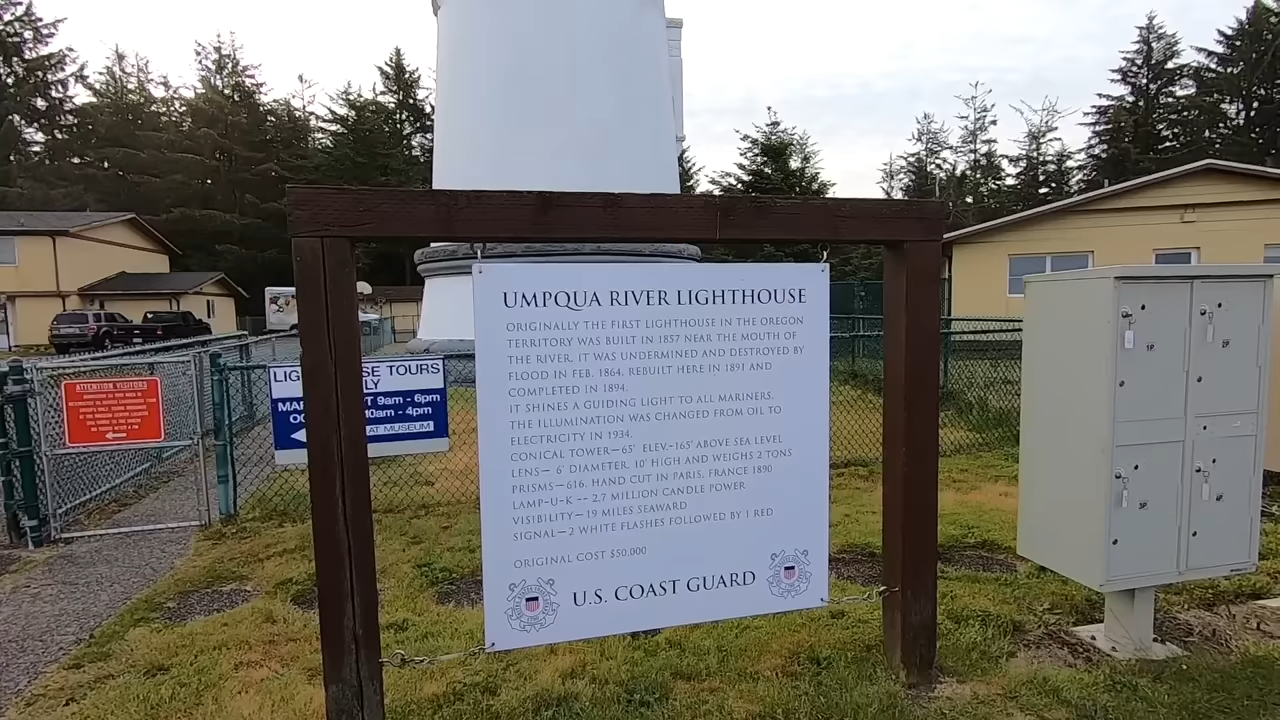 UMPQUA RIVER LIGHTHOUSE
ORIGINALLY THE FIRST LIGHTHOUSE IN THE OREGON
TERRITORY WAS BUILT IN 1857 NEAR THE MOUTH OF
THE RIVER. IT WAS UNDERMINED AND DESTROYED BY
FLOOD IN FEB. 1864. REBUILT HERE IN 1891 AND
COMPLETED IN 1894.
IT SHINES A GUIDING LIGHT TO ALL MARINERS.
THE ILLUMINATION WAS CHANGED FROM OIL TO
ELECTRICITY IN 1934.
CONICAL TOWER—65' ELEV.-165' ABOVE SEA LEVEL
LENS— 6' DIAMETER, 10' HIGH AND WEIGHS 2 TONS
PRISMS—616, HAND CUT IN PARIS, FRANCE 1890
LAMP-U-K -- 2.7 MILLION CANDLE POWER
VISIBILITY—19 MILES SEAWARD
SIGNAL—2 WHITE FLASHES FOLLOWED BY 1 RED
ORIGINAL COST $50,000
U.S. COAST GUARD
ATTENTION VISITORS
LIG SE TOURS
LY
MA T 9am - 6pm
OC 10am - 4pm
AT MUSEUM
1P
2P
3P
4P